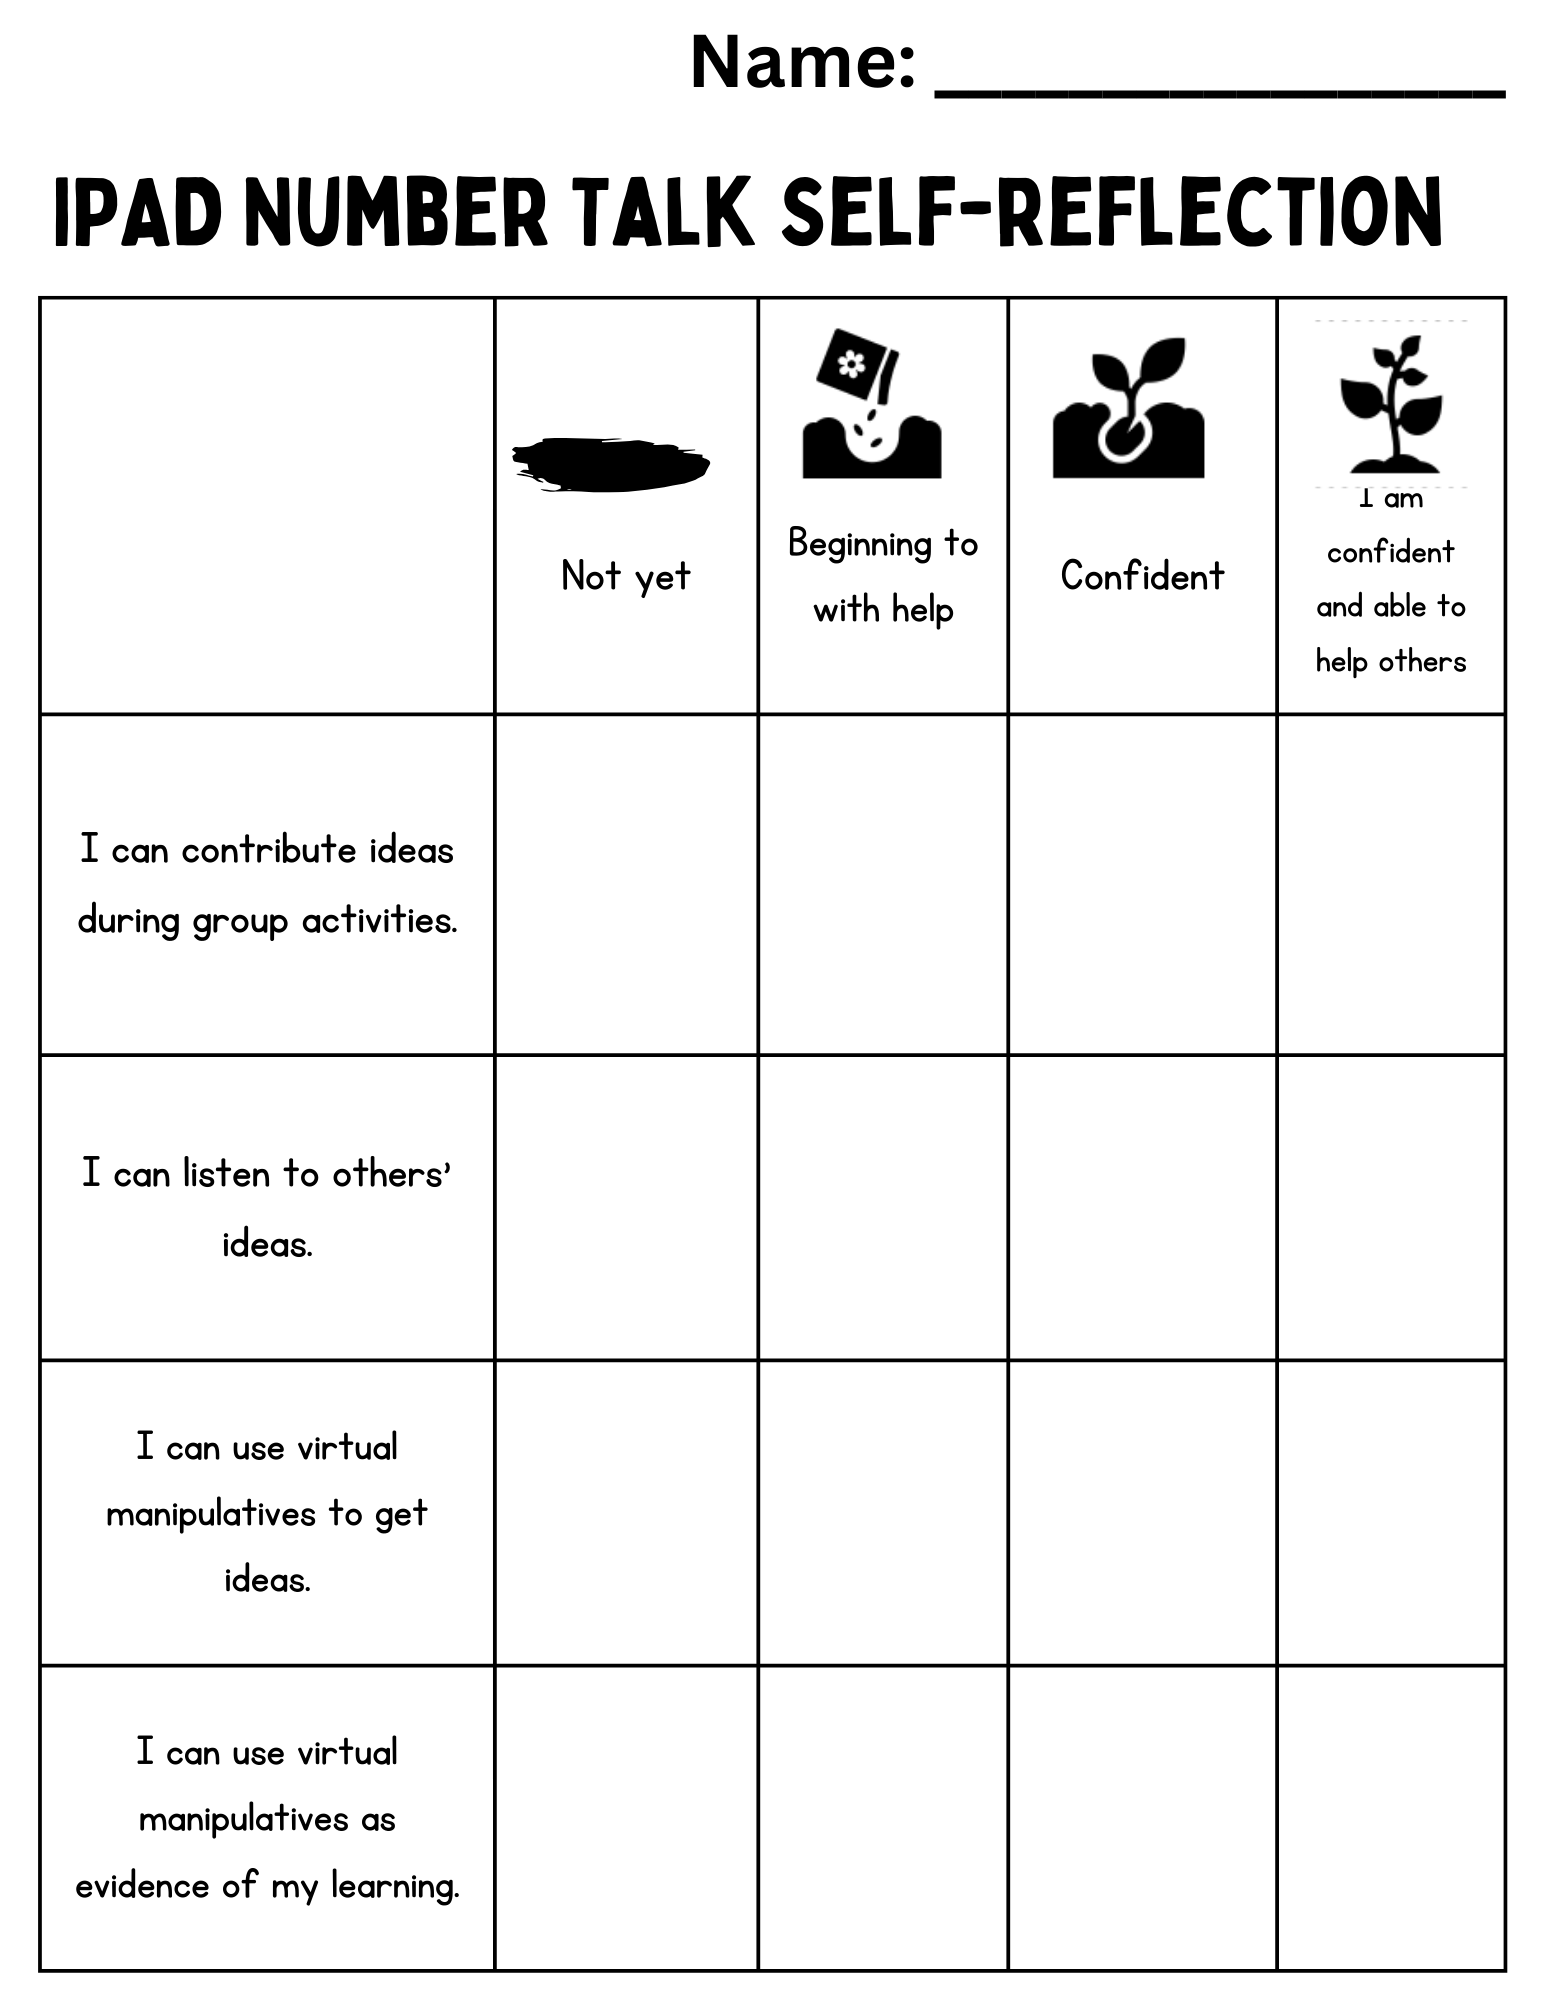 Name: _________________
IPAD NUMBER TALK SELF-REFLECTION
Not yet
Beginning to
with help
Confident
I am
confident
and able to
help others
I can contribute ideas
during group activities.
I can listen to others’
ideas.
I can use virtual
manipulatives to get
ideas.
I can use virtual
manipulatives as
evidence of my learning.